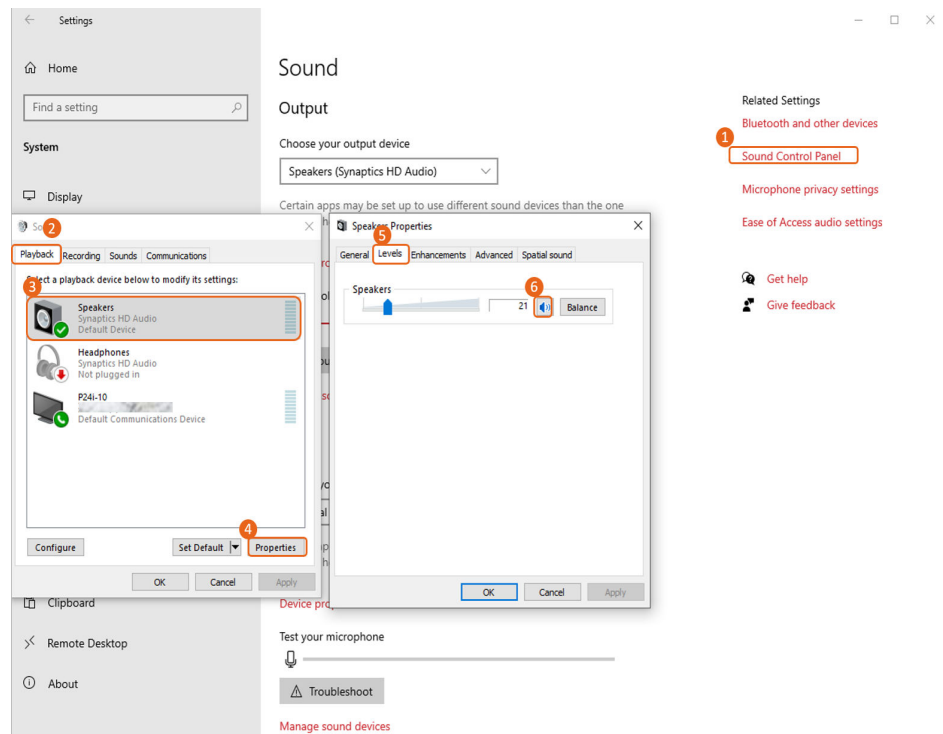 Settings
Home
Find a setting
System
Display
Clipboard
Remote Desktop
About
Sound
Output
Choose your output device
Speakers (Synaptics HD Audio)
Certain apps may be set up to use different sound devices than the one
Device
Test your microphone
Troubleshoot
Manage sound devices
Related Settings
Bluetooth and other devices
1
Sound Control Panel
Microphone privacy settings
Ease of Access audio settings
Get help
Give feedback
2
Playback Recording Sounds Communications
a playback device below to modify its settings:
3
Speakers
Synaptics HD Audio
Default Device
Headphones
Synaptics HD Audio
Not plugged in
P24i-10
Default Communications Device
4
Configure Set Default Properties
OK Cancel Apply
Speakers Properties
5
General Levels Enhancements Advanced Spatial sound
Speakers
6
21 Balance
OK Cancel Apply